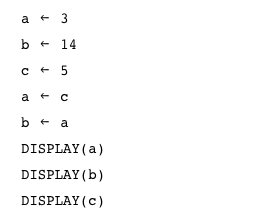 a ← 3
b ← 14
c ← 5
a ← c
b ← a
DISPLAY(a)
DISPLAY(b)
DISPLAY(c)